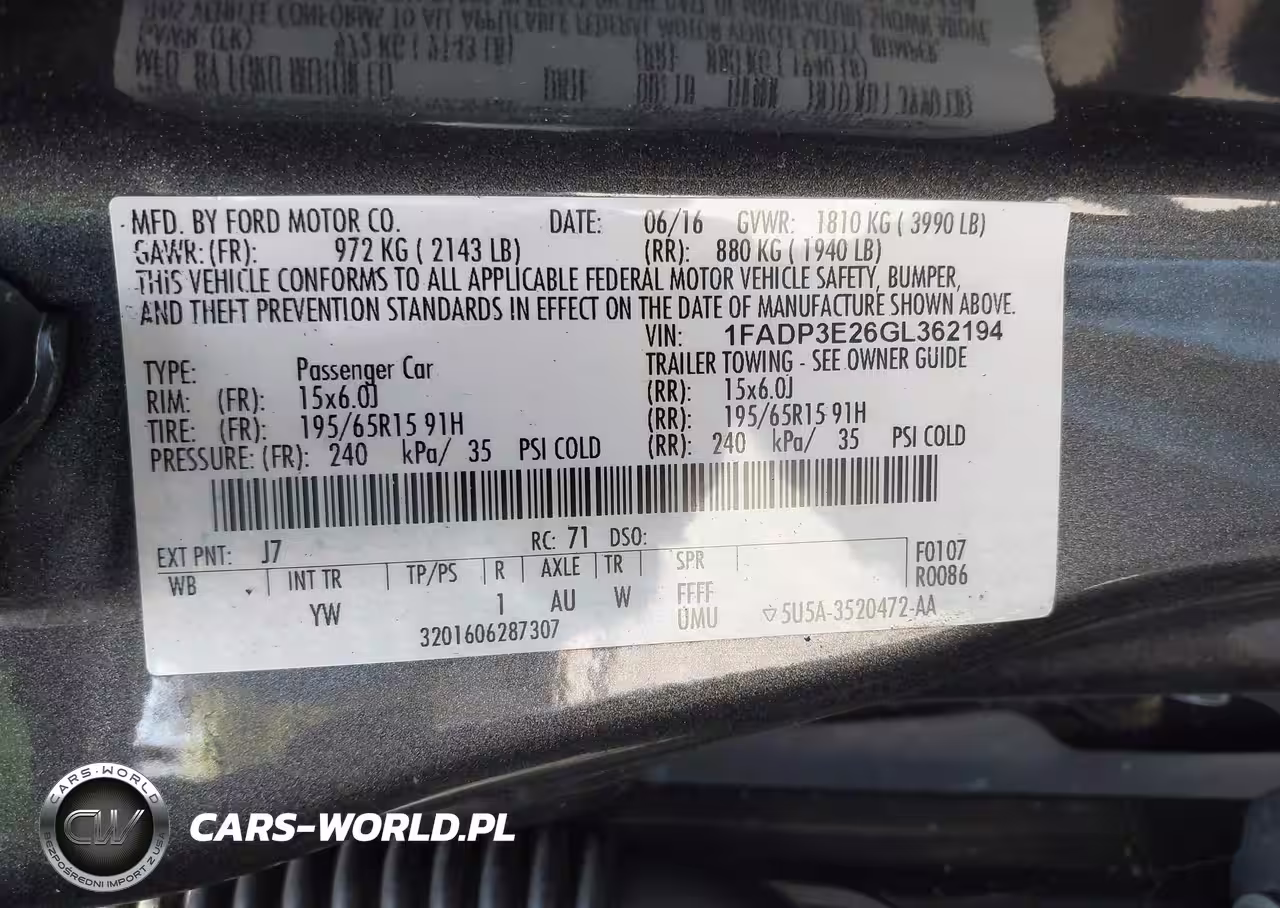 MFD. BY FORD MOTOR CO. DATE: 06/16 GVWR: 1810 KG ( 3990 LB)
GAWR: (FR): 972 KG ( 2143 LB) (RR): 880 KG ( 1940 LB)
THIS VEHICLE CONFORMS TO ALL APPLICABLE FEDERAL MOTOR VEHICLE SAFETY, BUMPER,
AND THEFT PREVENTION STANDARDS IN EFFECT ON THE DATE OF MANUFACTURE SHOWN ABOVE.
VIN: 1FADP3E26GL362194
TYPE: Passenger Car TRAILER TOWING - SEE OWNER GUIDE
RIM: (FR): 15x6.0J (RR): 15x6.0J
TIRE: (FR): 195/65R15 91H (RR): 195/65R15 91H
PRESSURE: (FR): 240 kPa/ 35 PSI COLD (RR): 240 kPa/ 35 PSI COLD
EXT PNT: J7 RC: 71 DSO:
WB INT TR TP/PS R AXLE TR SPR F0107
R0086
YW 1 AU W FFFF
UMU
3201606287307 5U5A-3520472-AA
CARS-WORLD
CW
BEZPOŚREDNI IMPORT Z USA
CARS-WORLD.PL